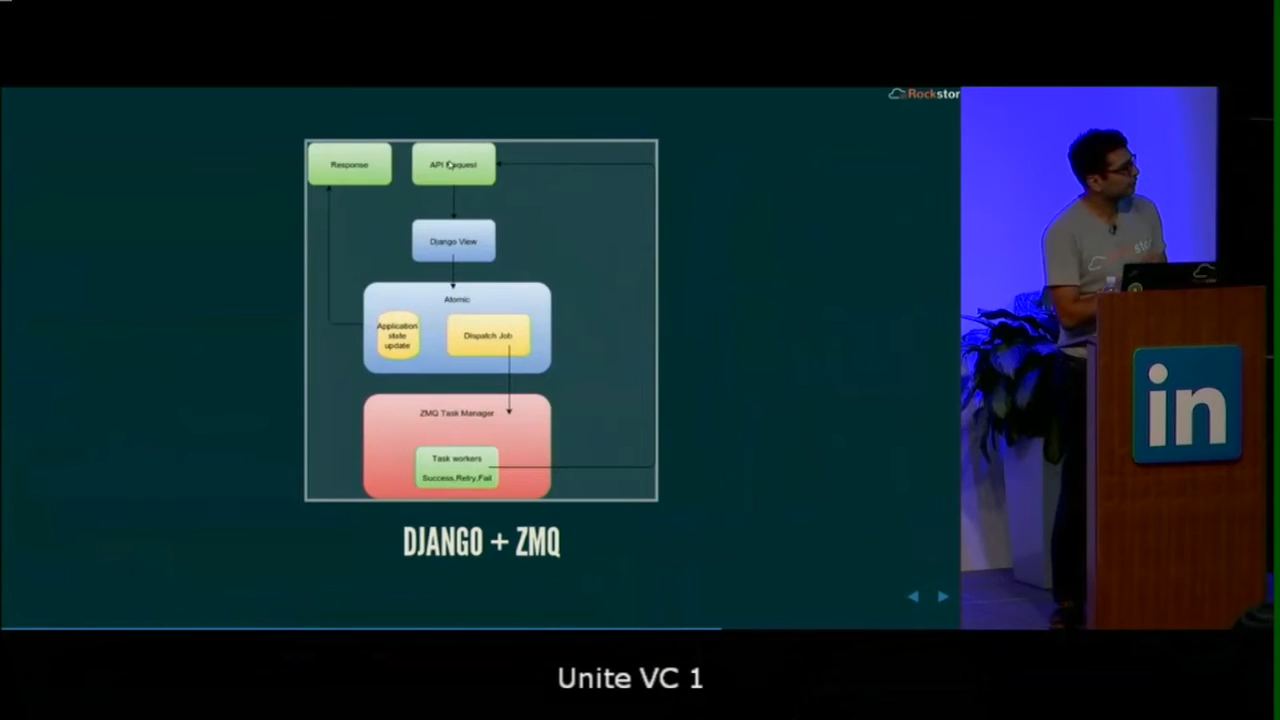 Rockstor
Response
API Request
Django View
Atomic
Application
state
update
Dispatch Job
ZMQ Task Manager
Task workers
Success,Retry,Fail
DJANGO + ZMQ
in
Unite VC 1